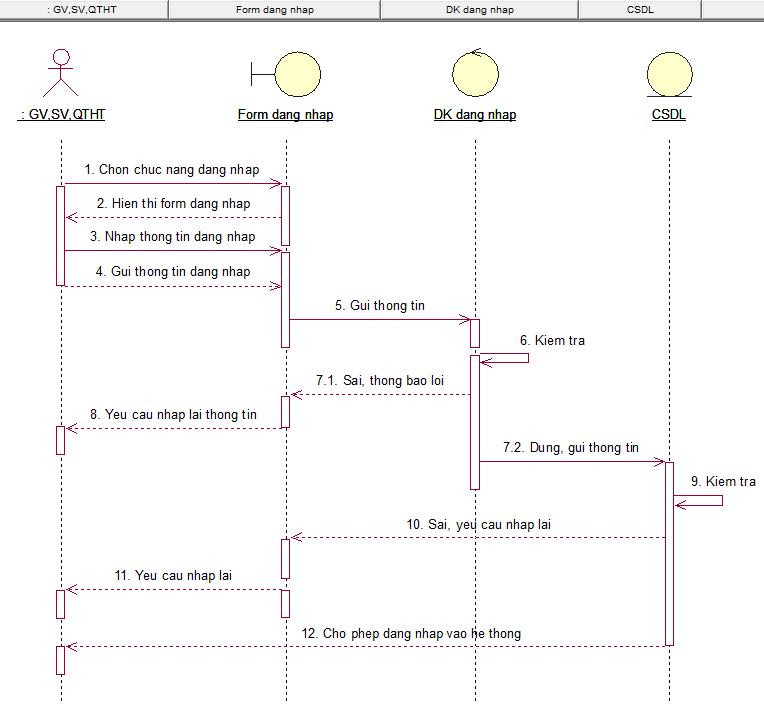 : GV,SV,QTHT
Form dang nhap
DK dang nhap
CSDL
: GV,SV,QTHT
Form dang nhap
DK dang nhap
CSDL
1. Chon chuc nang dang nhap
2. Hien thi form dang nhap
3. Nhap thong tin dang nhap
4. Gui thong tin dang nhap
5. Gui thong tin
6. Kiem tra
7.1. Sai, thong bao loi
8. Yeu cau nhap lai thong tin
7.2. Dung, gui thong tin
9. Kiem tra
10. Sai, yeu cau nhap lai
11. Yeu cau nhap lai
12. Cho phep dang nhap vao he thong